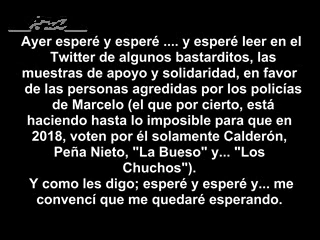 Ayer esperé y esperé .... y esperé leer en el
Twitter de algunos bastarditos, las
muestras de apoyo y solidaridad, en favor
de las personas agredidas por los policías
de Marcelo (el que por cierto, está
haciendo hasta lo imposible para que en
2018, voten por él solamente Calderón,
Peña Nieto, "La Bueso" y... "Los
Chuchos").
Y como les digo; esperé y esperé y... me
convencí que me quedaré esperando.